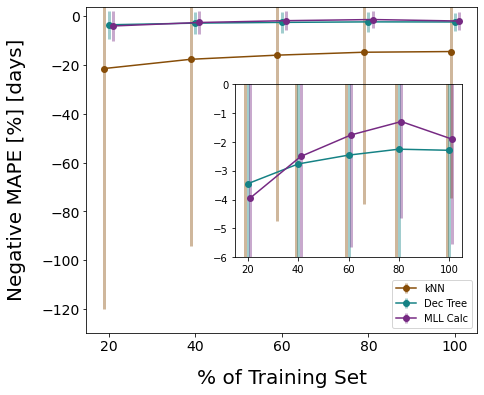 Negative MAPE [%] [days]
0
−20
−40
−60
−80
−100
−120
0
−1
−2
−3
−4
−5
−6
20 40 60 80 100
kNN
Dec Tree
MLL Calc
20 40 60 80 100
% of Training Set